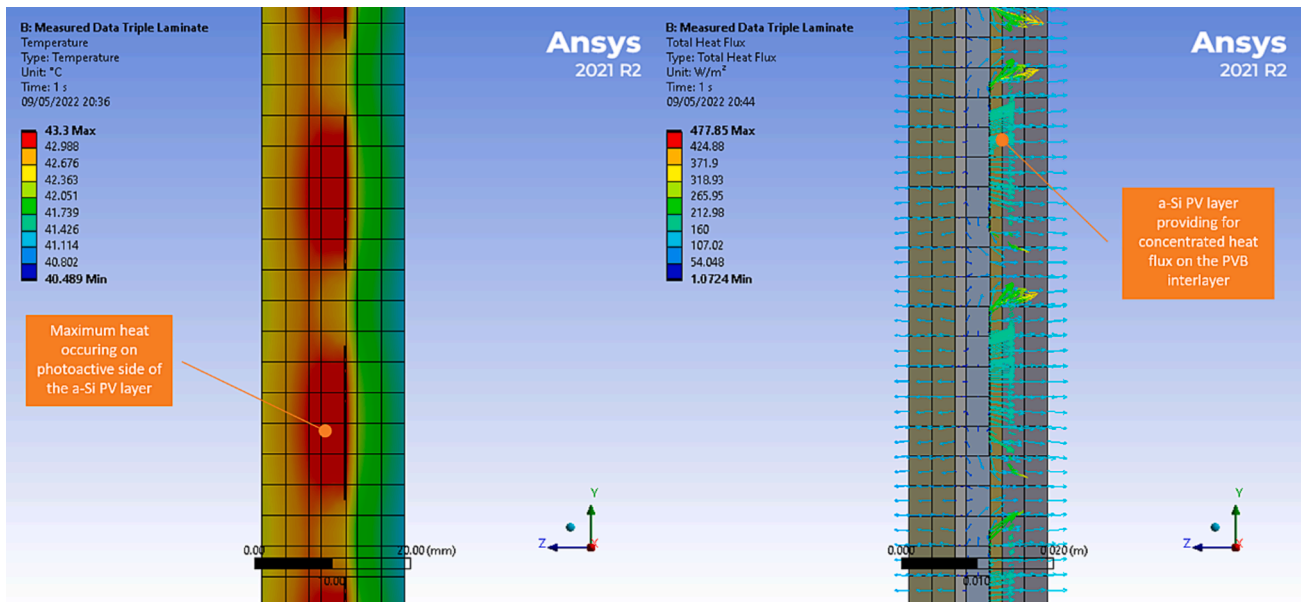 B: Measured Data Triple Laminate
Temperature
Type: Temperature
Unit: °C
Time: 1 s
09/05/2022 20:36
43.3 Max
42.988
42.676
42.363
42.051
41.739
41.426
41.114
40.802
40.489 Min
Ansys
2021 R2
Maximum heat
occuring on
photoactive side of
the a-Si PV layer
0.00
20.00 (mm)
0.00
Y
Z
X
B: Measured Data Triple Laminate
Total Heat Flux
Type: Total Heat Flux
Unit: W/m²
Time: 1 s
09/05/2022 20:44
477.85 Max
424.88
371.9
318.93
265.95
212.98
160
107.02
54.048
1.0724 Min
Ansys
2021 R2
a-Si PV layer
providing for
concentrated heat
flux on the PVB
interlayer
0.000
0.020 (m)
0.010
Y
Z
X